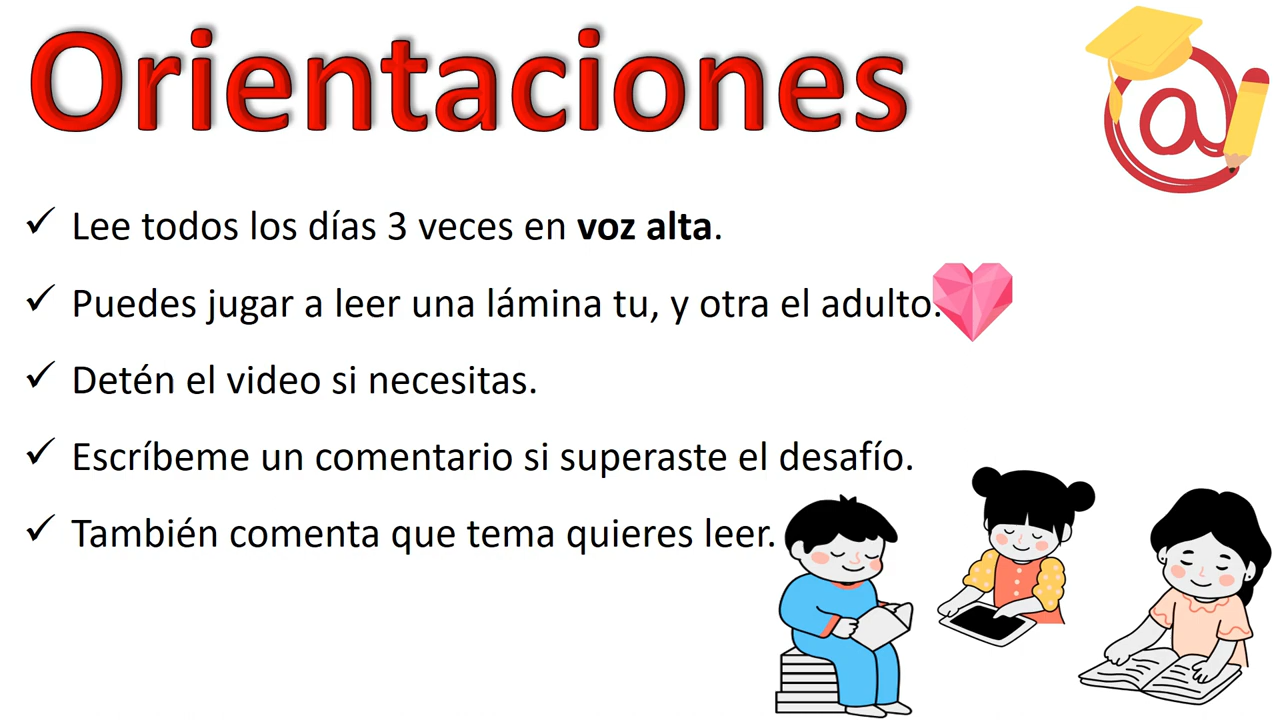 Orientaciones
✓ Lee todos los días 3 veces en voz alta.
✓ Puedes jugar a leer una lámina tu, y otra el adulto.
✓ Detén el video si necesitas.
✓ Escríbeme un comentario si superaste el desafío.
✓ También comenta que tema quieres leer.